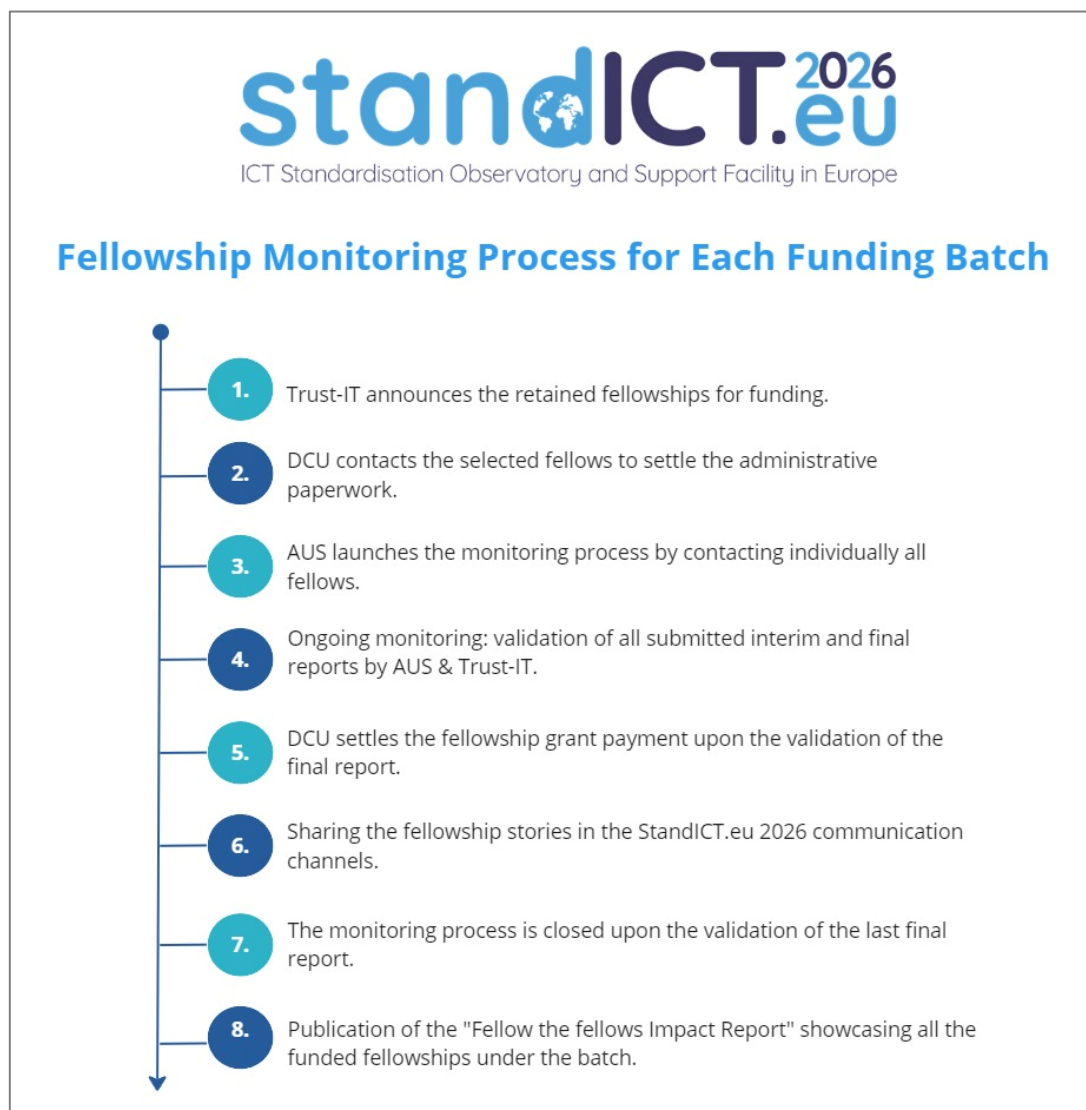 standICT.eu 2026
ICT Standardisation Observatory and Support Facility in Europe
Fellowship Monitoring Process for Each Funding Batch
1.
Trust-IT announces the retained fellowships for funding.
2.
DCU contacts the selected fellows to settle the administrative
paperwork.
3.
AUS launches the monitoring process by contacting individually all
fellows.
4.
Ongoing monitoring: validation of all submitted interim and final
reports by AUS & Trust-IT.
5.
DCU settles the fellowship grant payment upon the validation of the
final report.
6.
Sharing the fellowship stories in the StandICT.eu 2026 communication
channels.
7.
The monitoring process is closed upon the validation of the last final
report.
8.
Publication of the "Fellow the fellows Impact Report" showcasing all the
funded fellowships under the batch.